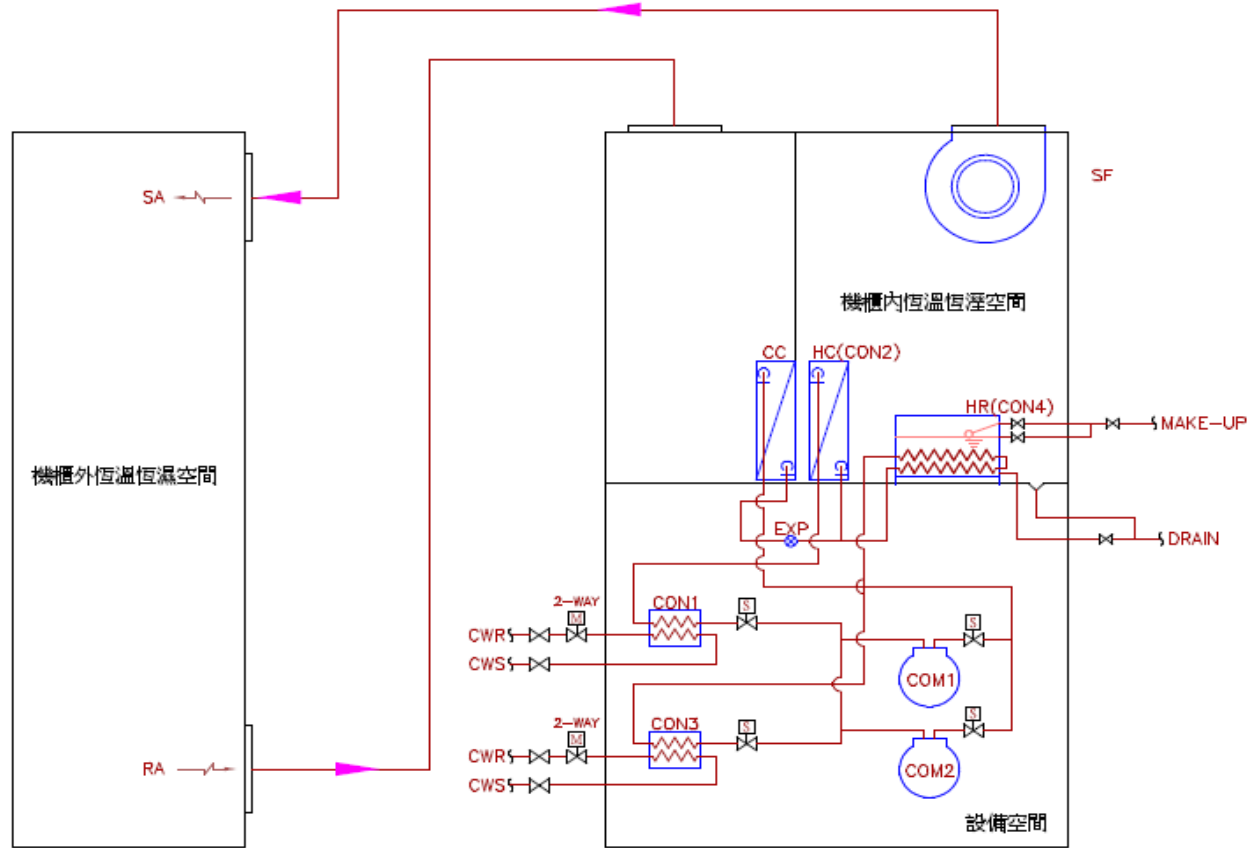 SA
SF
機櫃內恆溫恆溼空間
CC
HC(CON2)
HR(CON4)
MAKE-UP
機櫃外恆溫恆濕空間
EXP
DRAIN
2-WAY
M
CON1
S
S
CWR
CWS
COM1
2-WAY
M
CON3
S
S
CWR
CWS
COM2
RA
設備空間